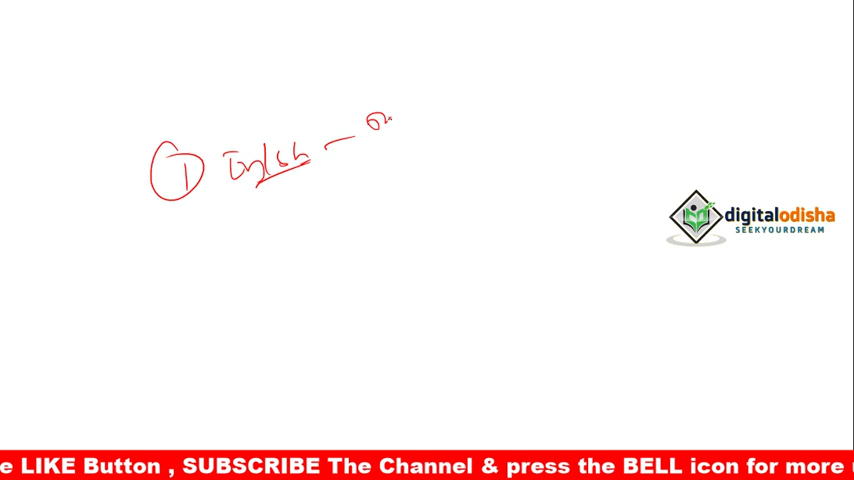 ① English —
digitalodisha
SEEKYOURDREAM
e LIKE Button , SUBSCRIBE The Channel & press the BELL icon for more